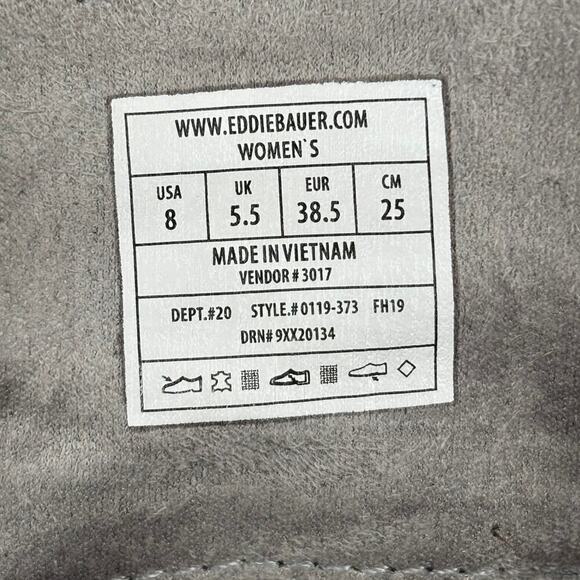 WWW.EDDIEBAUER.COM
WOMEN`S
USA UK EUR CM
8 5.5 38.5 25
MADE IN VIETNAM
VENDOR # 3017
DEPT.#20 STYLE.# 0119-373 FH19
DRN# 9XX20134